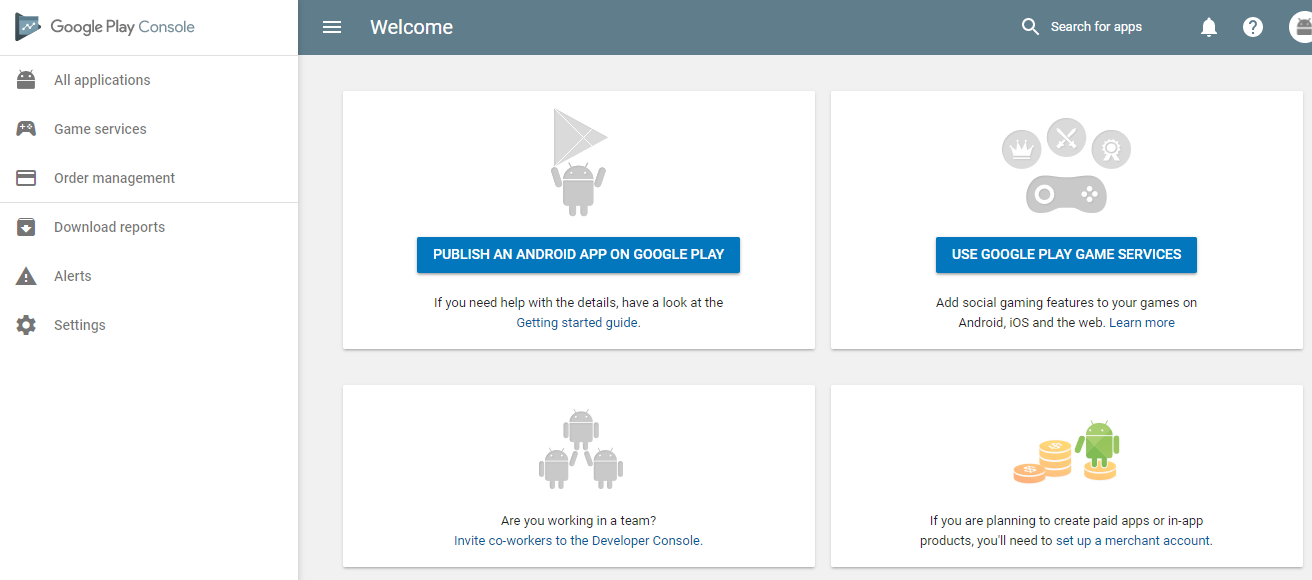 Google Play Console
Welcome
Search for apps
All applications
Game services
Order management
Download reports
Alerts
Settings
PUBLISH AN ANDROID APP ON GOOGLE PLAY
If you need help with the details, have a look at the
Getting started guide.
USE GOOGLE PLAY GAME SERVICES
Add social gaming features to your games on
Android, iOS and the web. Learn more
Are you working in a team?
Invite co-workers to the Developer Console.
If you are planning to create paid apps or in-app
products, you'll need to set up a merchant account.